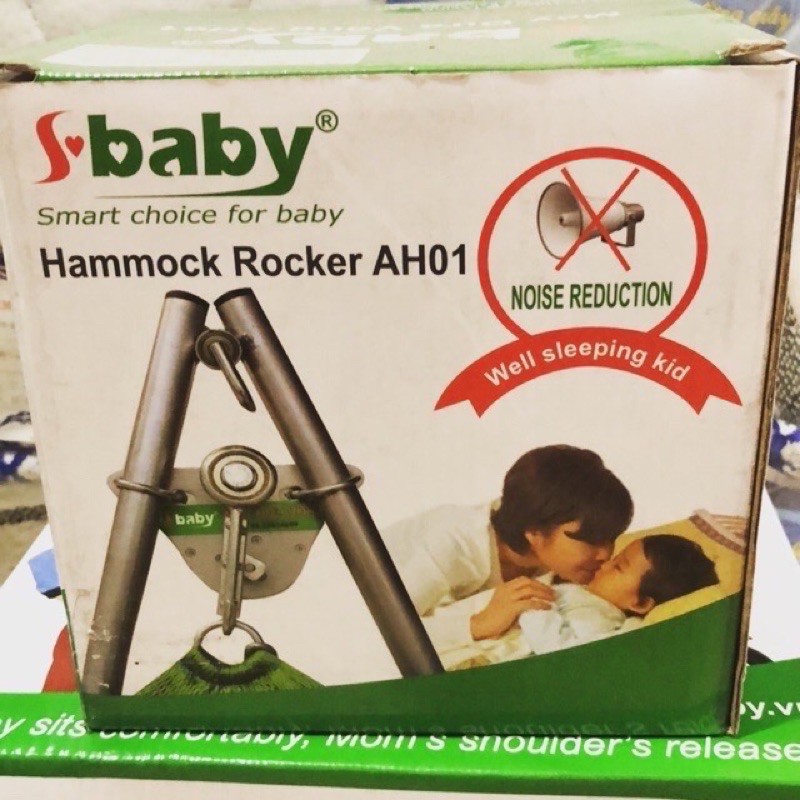 S·baby®
Smart choice for baby
Hammock Rocker AH01
NOISE REDUCTION
Well sleeping kid
baby
sits comfortably, Mom's shoulder's release